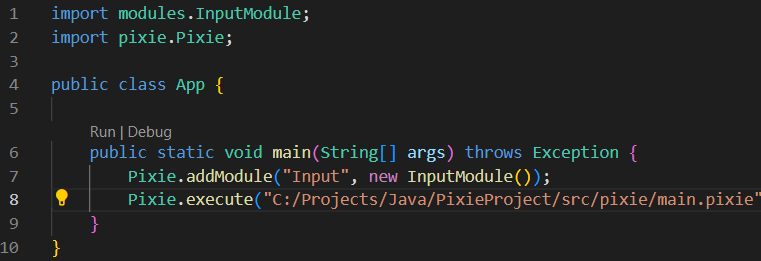 1 import modules.InputModule;
2 import pixie.Pixie;
3
4 public class App {
5
Run | Debug
6 public static void main(String[] args) throws Exception {
7 Pixie.addModule("Input", new InputModule());
8 Pixie.execute("C:/Projects/Java/PixieProject/src/pixie/main.pixie"
9 }
10 }